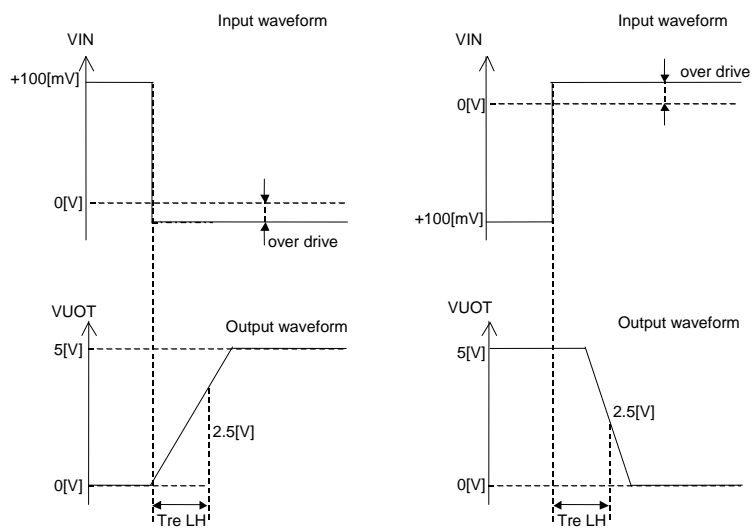 Input waveform
VIN
+100[mV]
0[V]
over drive
VUOT
Output waveform
5[V]
2.5[V]
0[V]
Tre LH
Input waveform
VIN
over drive
0[V]
+100[mV]
VUOT
Output waveform
5[V]
2.5[V]
0[V]
Tre LH